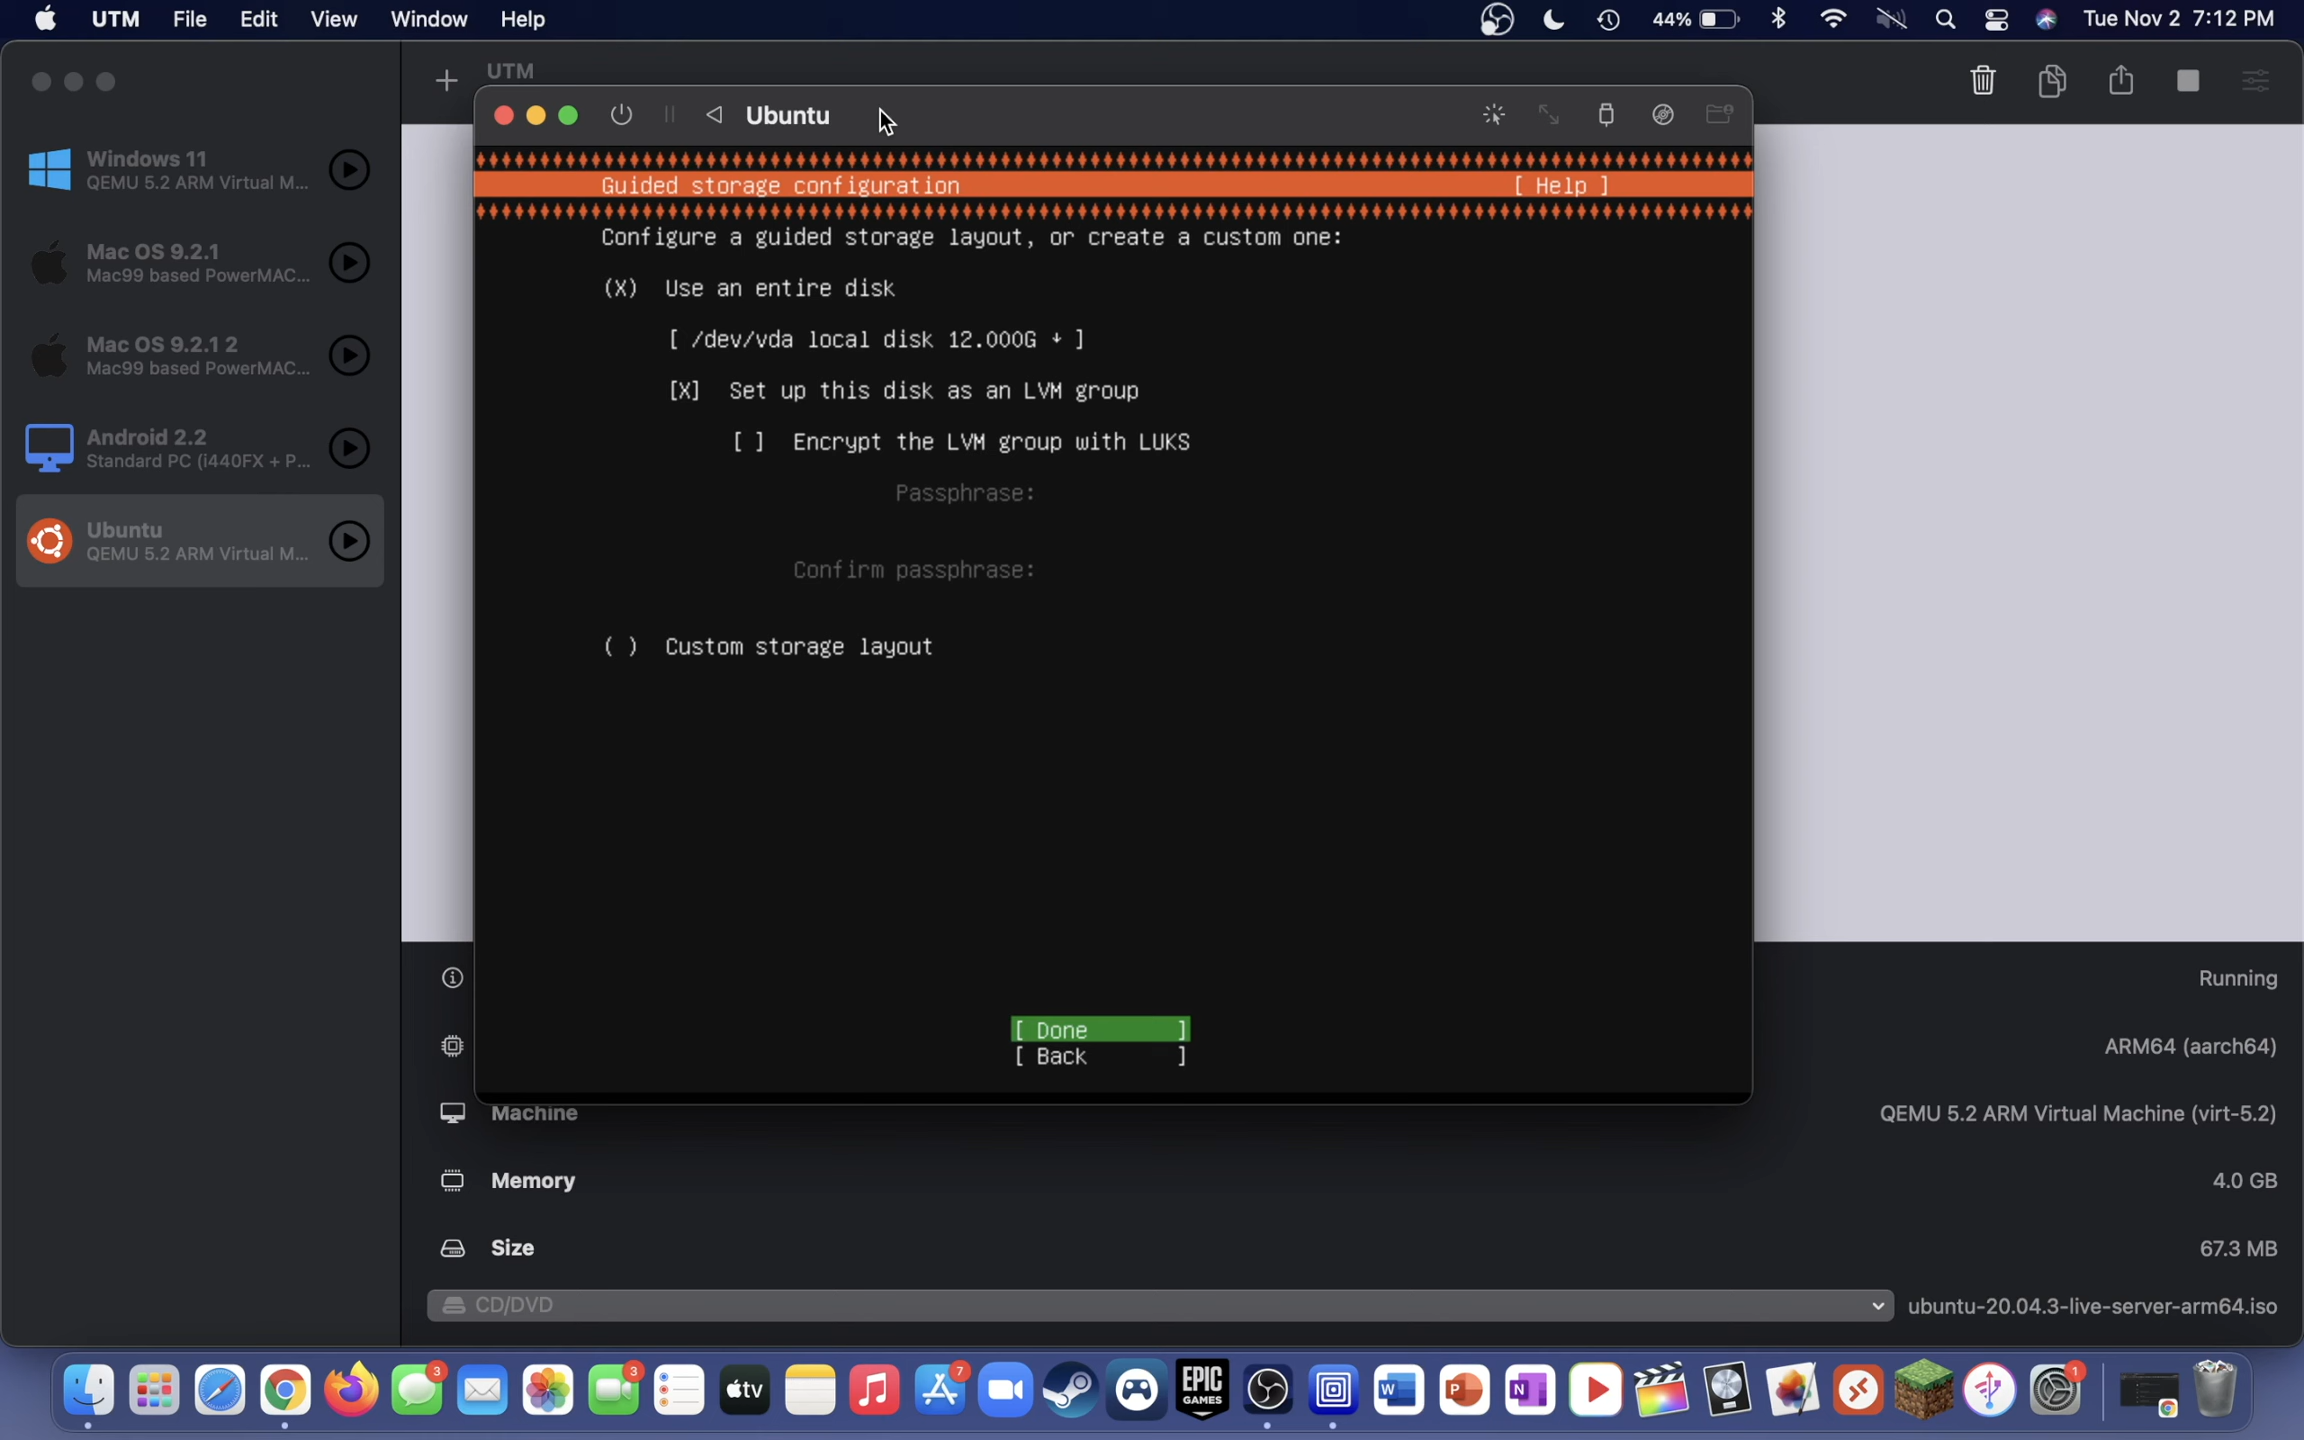 UTM File Edit View Window Help
44% Tue Nov 2 7:12 PM
UTM
Windows 11
QEMU 5.2 ARM Virtual M...
Mac OS 9.2.1
Mac99 based PowerMAC...
Mac OS 9.2.1 2
Mac99 based PowerMAC...
Android 2.2
Standard PC (i440FX + P...
Ubuntu
QEMU 5.2 ARM Virtual M...
Ubuntu
Guided storage configuration [ Help ]
Configure a guided storage layout, or create a custom one:
(X) Use an entire disk
[ /dev/vda local disk 12.000G ↓ ]
[X] Set up this disk as an LVM group
[ ] Encrypt the LVM group with LUKS
Passphrase:
Confirm passphrase:
( ) Custom storage layout
[ Done ]
[ Back ]
Running
ARM64 (aarch64)
Machine QEMU 5.2 ARM Virtual Machine (virt-5.2)
Memory 4.0 GB
Size 67.3 MB
CD/DVD ubuntu-20.04.3-live-server-arm64.iso
3 3 tv 7 EPIC GAMES W P N 1